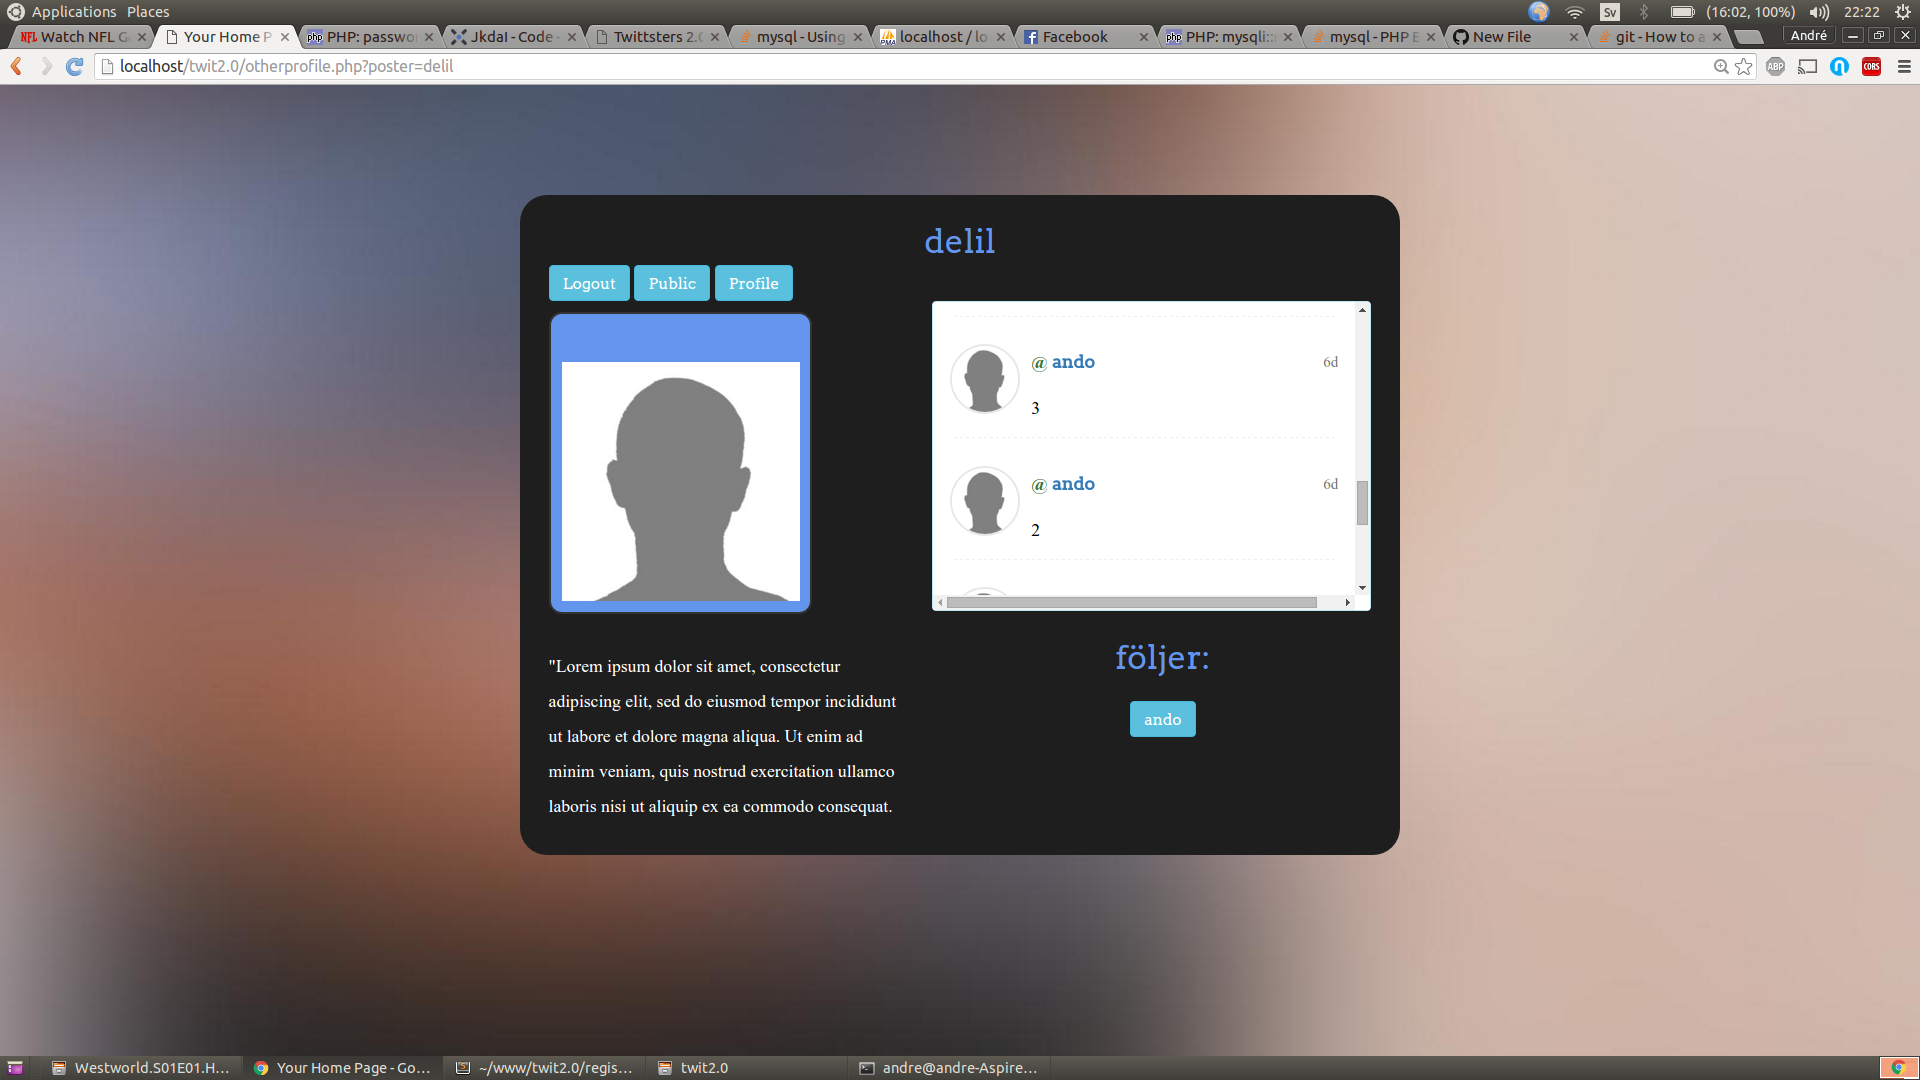 Applications Places
Sv (16:02, 100%) 22:22
Watch NFL G
Your Home P
PHP: passwo
JkdaI - Code -
Twittsters 2.0
mysql - Using
localhost / lo
Facebook
PHP: mysqli::
mysql - PHP E
New File
git - How to a
André
localhost/twit2.0/otherprofile.php?poster=delil
ABP
CORS
delil
Logout Public Profile
@ ando 6d
3
@ ando 6d
2
"Lorem ipsum dolor sit amet, consectetur
adipiscing elit, sed do eiusmod tempor incididunt
ut labore et dolore magna aliqua. Ut enim ad
minim veniam, quis nostrud exercitation ullamco
laboris nisi ut aliquip ex ea commodo consequat.
följer:
ando
Westworld.S01E01.H...
Your Home Page - Go...
~/www/twit2.0/regis...
twit2.0
andre@andre-Aspire...